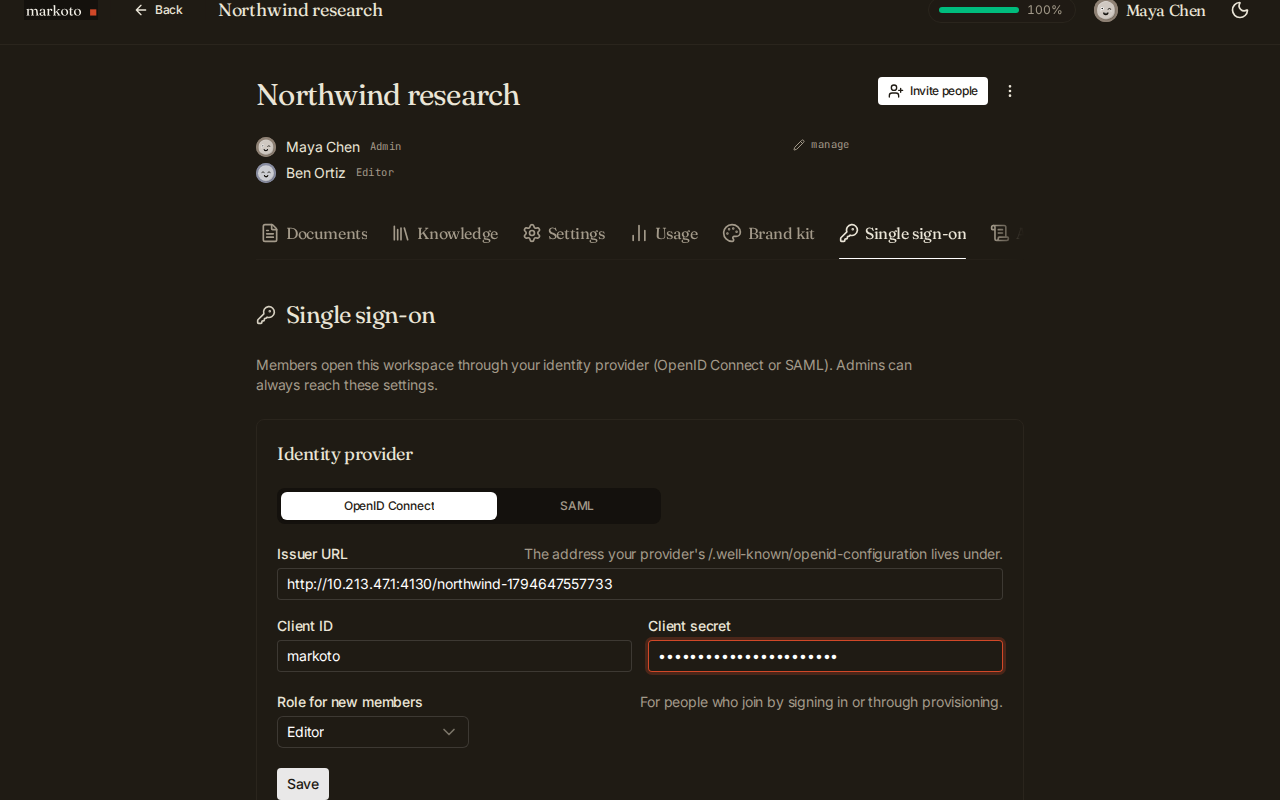 markoto
Back
Northwind research
100%
Maya Chen
Northwind research
Invite people
Maya Chen Admin
manage
Ben Ortiz Editor
Documents Knowledge Settings Usage Brand kit Single sign-on
Single sign-on
Members open this workspace through your identity provider (OpenID Connect or SAML). Admins can
always reach these settings.
Identity provider
OpenID Connect SAML
Issuer URL The address your provider's /.well-known/openid-configuration lives under.
http://10.213.47.1:4130/northwind-1794647557733
Client ID Client secret
markoto •••••••••••••••••••••••
Role for new members For people who join by signing in or through provisioning.
Editor
Save